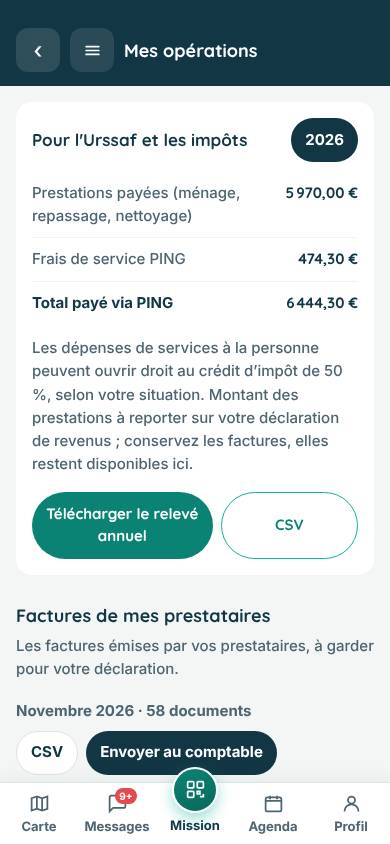 Mes opérations
Pour l'Urssaf et les impôts
2026
Prestations payées (ménage,
repassage, nettoyage)
5 970,00 €
Frais de service PING
474,30 €
Total payé via PING
6 444,30 €
Les dépenses de services à la personne
peuvent ouvrir droit au crédit d’impôt de 50
%, selon votre situation. Montant des
prestations à reporter sur votre déclaration
de revenus ; conservez les factures, elles
restent disponibles ici.
Télécharger le relevé
annuel
CSV
Factures de mes prestataires
Les factures émises par vos prestataires, à garder
pour votre déclaration.
Novembre 2026 · 58 documents
CSV
Envoyer au comptable
Carte
9+
Messages
Mission
Agenda
Profil